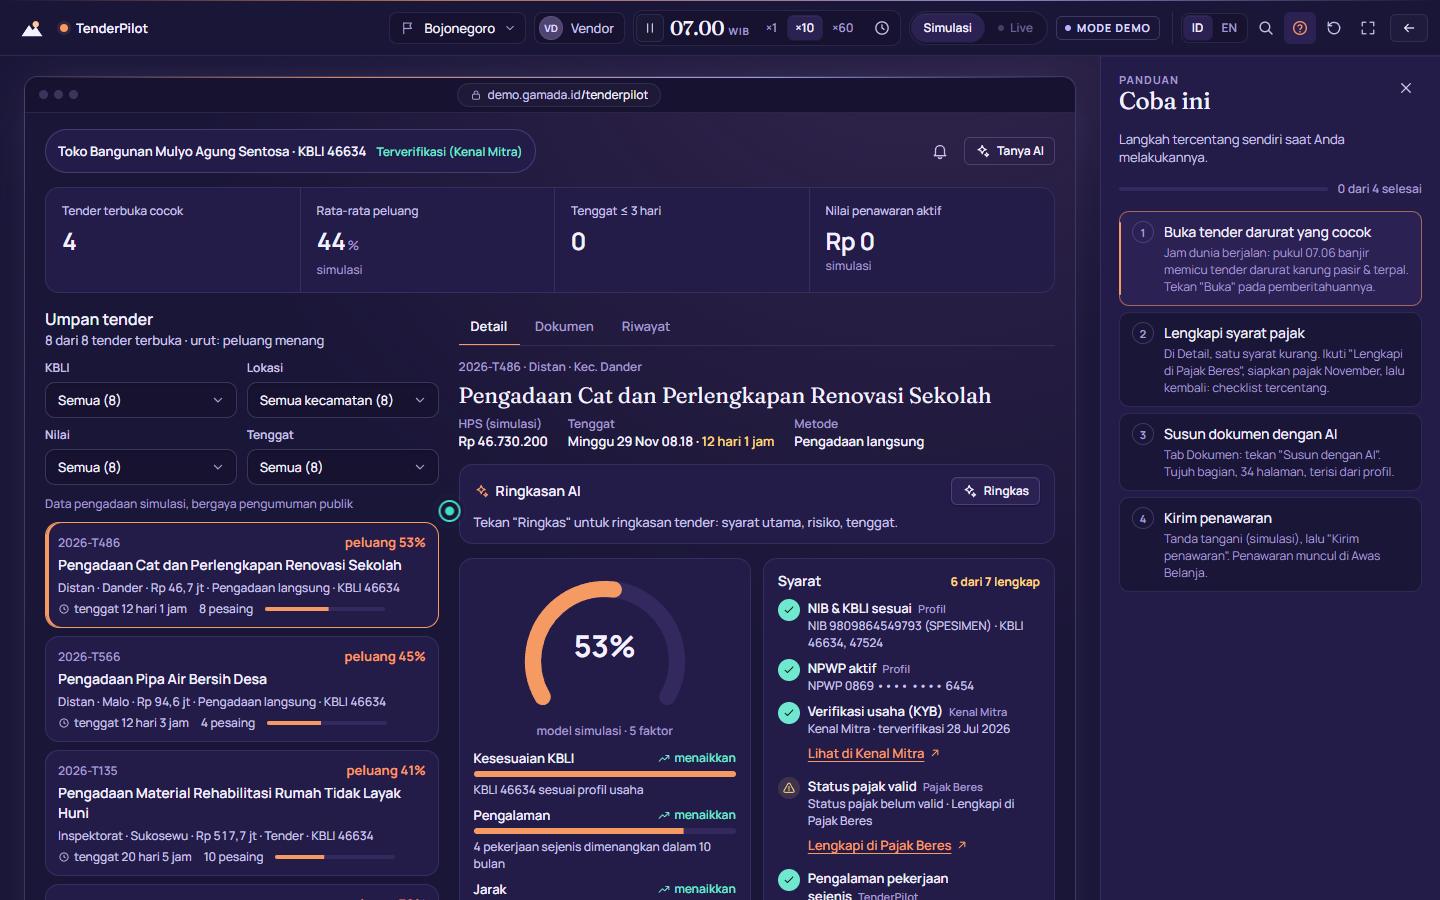 TenderPilot
Bojonegoro
VD Vendor
07.00 WIB
×1 ×10 ×60
Simulasi Live
MODE DEMO
ID EN
demo.gamada.id/tenderpilot
Toko Bangunan Mulyo Agung Sentosa · KBLI 46634 Terverifikasi (Kenal Mitra)
Tanya AI
Tender terbuka cocok
4
Rata-rata peluang
44 %
simulasi
Tenggat ≤ 3 hari
0
Nilai penawaran aktif
Rp 0
simulasi
Umpan tender
8 dari 8 tender terbuka · urut: peluang menang
KBLI
Semua (8)
Lokasi
Semua kecamatan (8)
Nilai
Semua (8)
Tenggat
Semua (8)
Data pengadaan simulasi, bergaya pengumuman publik
2026-T486 peluang 53%
Pengadaan Cat dan Perlengkapan Renovasi Sekolah
Distan · Dander · Rp 46,7 jt · Pengadaan langsung · KBLI 46634
tenggat 12 hari 1 jam 8 pesaing
2026-T566 peluang 45%
Pengadaan Pipa Air Bersih Desa
Distan · Malo · Rp 94,6 jt · Pengadaan langsung · KBLI 46634
tenggat 12 hari 3 jam 4 pesaing
2026-T135 peluang 41%
Pengadaan Material Rehabilitasi Rumah Tidak Layak
Huni
Inspektorat · Sukosewu · Rp 517,7 jt · Tender · KBLI 46634
tenggat 20 hari 5 jam 10 pesaing
Detail Dokumen Riwayat
2026-T486 · Distan · Kec. Dander
Pengadaan Cat dan Perlengkapan Renovasi Sekolah
HPS (simulasi)
Rp 46.730.200
Tenggat
Minggu 29 Nov 08.18 · 12 hari 1 jam
Metode
Pengadaan langsung
Ringkasan AI
Ringkas
Tekan "Ringkas" untuk ringkasan tender: syarat utama, risiko, tenggat.
53%
model simulasi · 5 faktor
Kesesuaian KBLI menaikkan
KBLI 46634 sesuai profil usaha
Pengalaman menaikkan
4 pekerjaan sejenis dimenangkan dalam 10
bulan
Jarak menaikkan
Syarat 6 dari 7 lengkap
NIB & KBLI sesuai Profil
NIB 9809864549793 (SPESIMEN) · KBLI
46634, 47524
NPWP aktif Profil
NPWP 0869 •••• •••• 6454
Verifikasi usaha (KYB) Kenal Mitra
Kenal Mitra · terverifikasi 28 Jul 2026
Lihat di Kenal Mitra
Status pajak valid Pajak Beres
Status pajak belum valid · Lengkapi di
Pajak Beres
Lengkapi di Pajak Beres
Pengalaman pekerjaan
sejenis TenderPilot
PANDUAN
Coba ini
Langkah tercentang sendiri saat Anda
melakukannya.
0 dari 4 selesai
1 Buka tender darurat yang cocok
Jam dunia berjalan: pukul 07.06 banjir
memicu tender darurat karung pasir & terpal.
Tekan "Buka" pada pemberitahuannya.
2 Lengkapi syarat pajak
Di Detail, satu syarat kurang. Ikuti "Lengkapi
di Pajak Beres", siapkan pajak November, lalu
kembali: checklist tercentang.
3 Susun dokumen dengan AI
Tab Dokumen: tekan "Susun dengan AI".
Tujuh bagian, 34 halaman, terisi dari profil.
4 Kirim penawaran
Tanda tangani (simulasi), lalu "Kirim
penawaran". Penawaran muncul di Awas
Belanja.